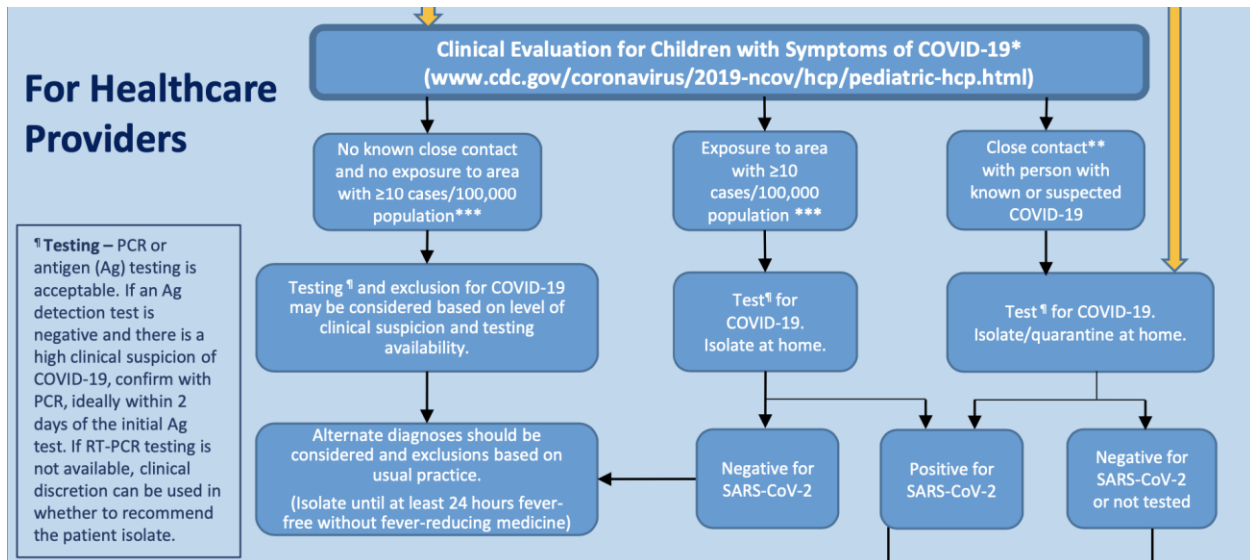 Clinical Evaluation for Children with Symptoms of COVID-19*
(www.cdc.gov/coronavirus/2019-ncov/hcp/pediatric-hcp.html)
For Healthcare
Providers
No known close contact
and no exposure to area
with ≥10 cases/100,000
population***
Exposure to area
with ≥10
cases/100,000
population ***
Close contact**
with person with
known or suspected
COVID-19
¶ Testing – PCR or
antigen (Ag) testing is
acceptable. If an Ag
detection test is
negative and there is a
high clinical suspicion of
COVID-19, confirm with
PCR, ideally within 2
days of the initial Ag
test. If RT-PCR testing is
not available, clinical
discretion can be used in
whether to recommend
the patient isolate.
Testing ¶ and exclusion for COVID-19
may be considered based on level of
clinical suspicion and testing
availability.
Test¶ for
COVID-19.
Isolate at home.
Test ¶ for COVID-19.
Isolate/quarantine at home.
Alternate diagnoses should be
considered and exclusions based on
usual practice.
(Isolate until at least 24 hours fever-
free without fever-reducing medicine)
Negative for
SARS-CoV-2
Positive for
SARS-CoV-2
Negative for
SARS-CoV-2
or not tested